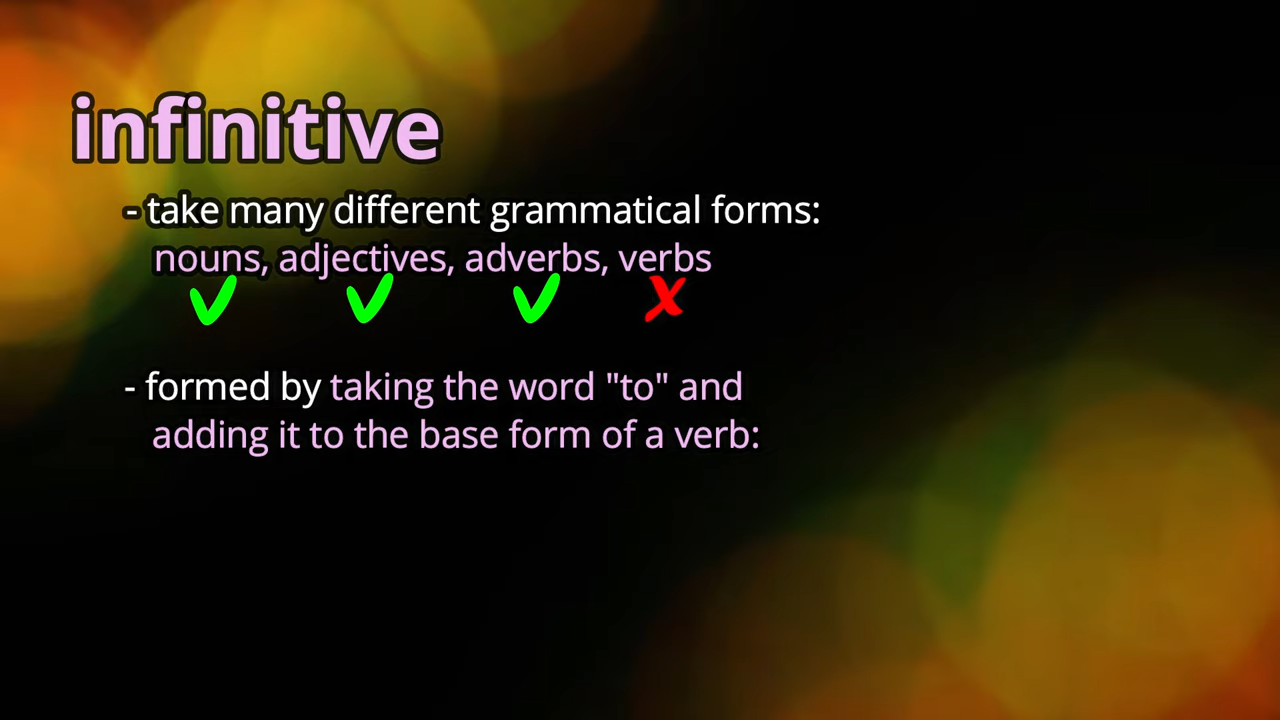 infinitive
- take many different grammatical forms:
nouns, adjectives, adverbs, verbs
- formed by taking the word "to" and
adding it to the base form of a verb: